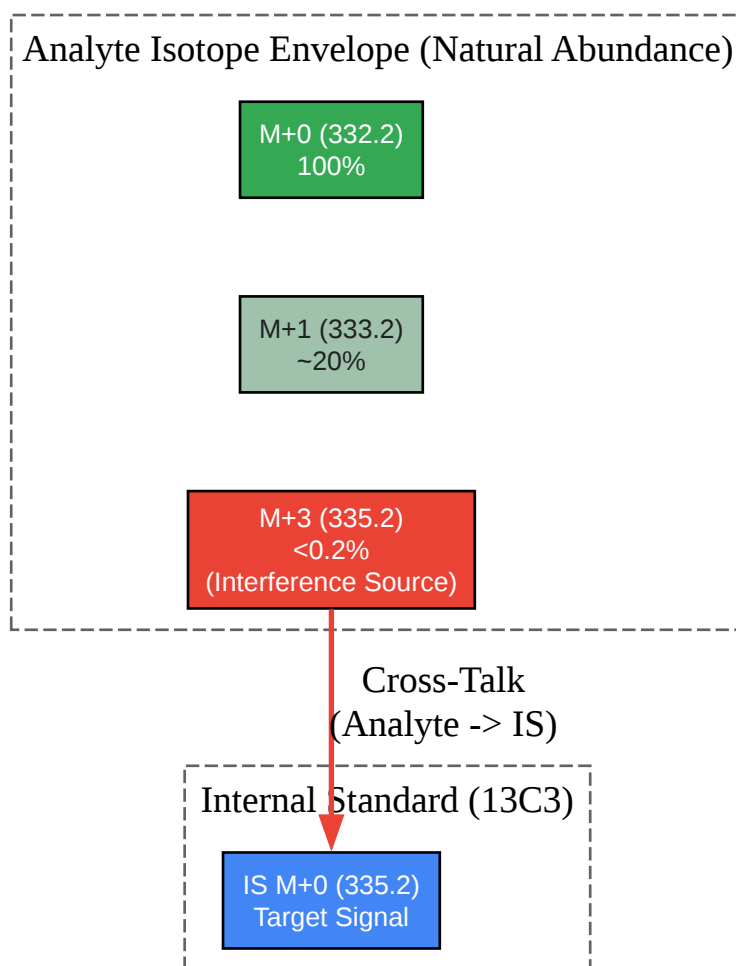 Analyte Isotope Envelope (Natural Abundance)
M+0 (332.2)
100%
M+1 (333.2)
~20%
M+3 (335.2)
<0.2%
(Interference Source)
Cross-Talk
(Analyte -> IS)
Internal Standard (13C3)
IS M+0 (335.2)
Target Signal